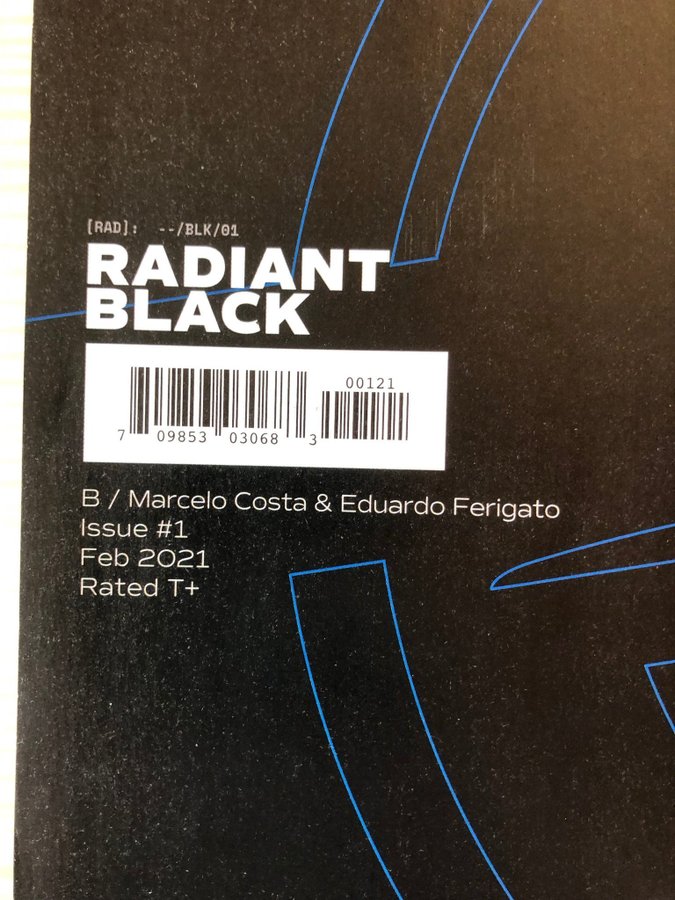 [RAD]: --/BLK/01
RADIANT
BLACK
00121
7 09853 03068 3
B / Marcelo Costa & Eduardo Ferigato
Issue #1
Feb 2021
Rated T+